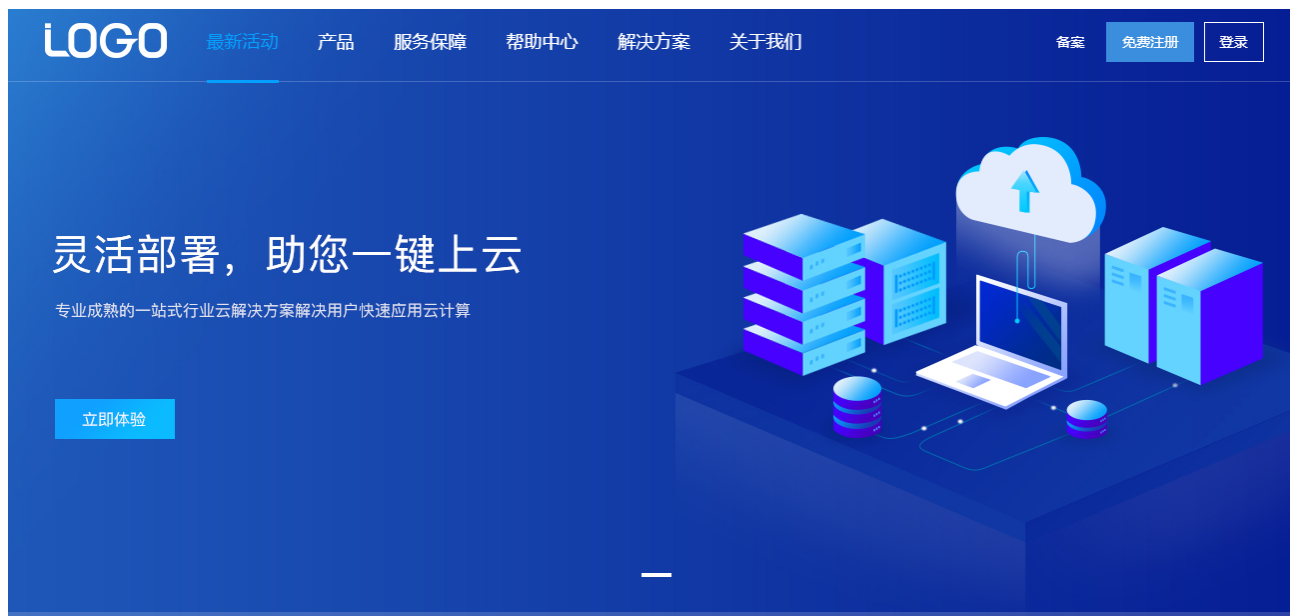 LOGO
最新活动
产品
服务保障
帮助中心
解决方案
关于我们
备案
免费注册
登录
灵活部署，助您一键上云
专业成熟的一站式行业云解决方案解决用户快速应用云计算
立即体验